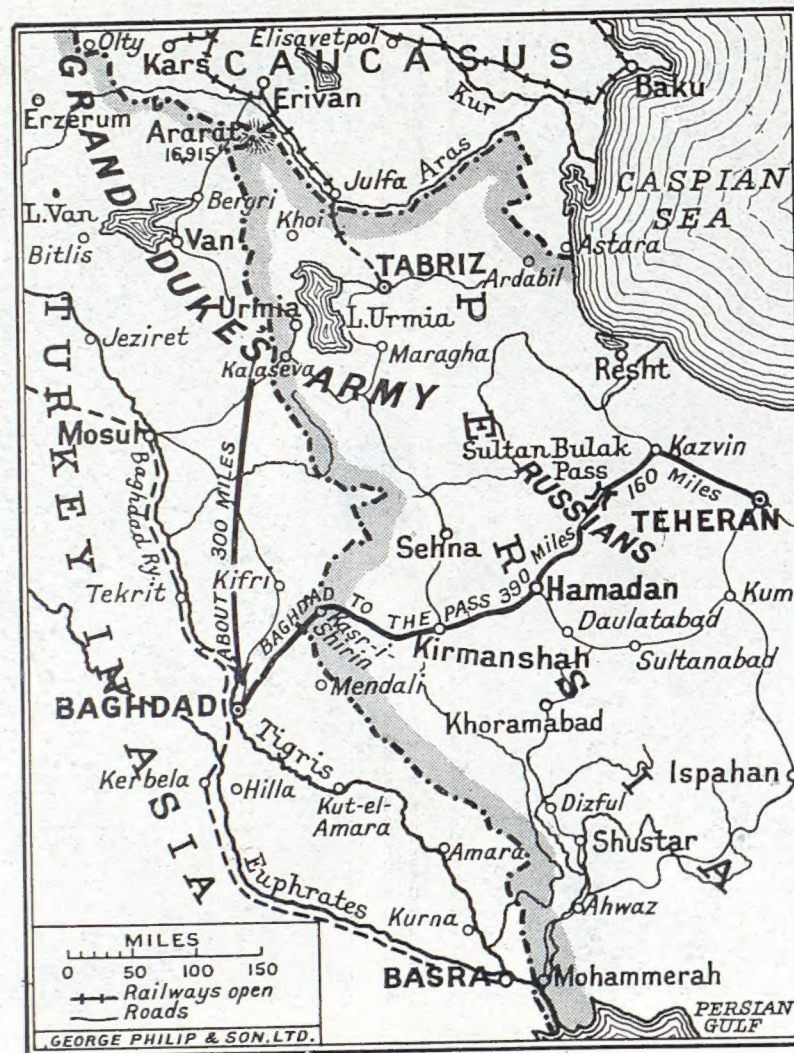 Olty
Kars
Elisavetpol
CAUCASUS
Erivan
Kur
Baku
Erzerum
Ararat
16,915
GRAND DUKE'S ARMY
Julfa
Aras
CASPIAN
SEA
Bergri
L.Van
Khoi
Van
Bitlis
Astara
TABRIZ
Ardabil
Urmia
L.Urmia
Jeziret
Kalaseva
Maragha
Resht
TURKEY IN ASIA
PERSIA
Mosul
Sultan Bulak
Pass
Kazvin
RUSSIANS
160 Miles
TEHERAN
Baghdad Ry.
ABOUT 300 MILES
Sehna
Tekrit
Kifri
Hamadan
Kum
BAGHDAD TO THE PASS 390 Miles
Daulatabad
Kasr-i-
Shirin
Kirmanshah
Sultanabad
Mendali
BAGHDAD
Khoramabad
Tigris
Kerbela
Hilla
Kut-el-
Amara
Ispahan
Dizful
Amara
Shustar
Euphrates
Ahwaz
Kurna
BASRA
Mohammerah
PERSIAN
GULF
MILES
0 50 100 150
Railways open
Roads
GEORGE PHILIP & SON, LTD.